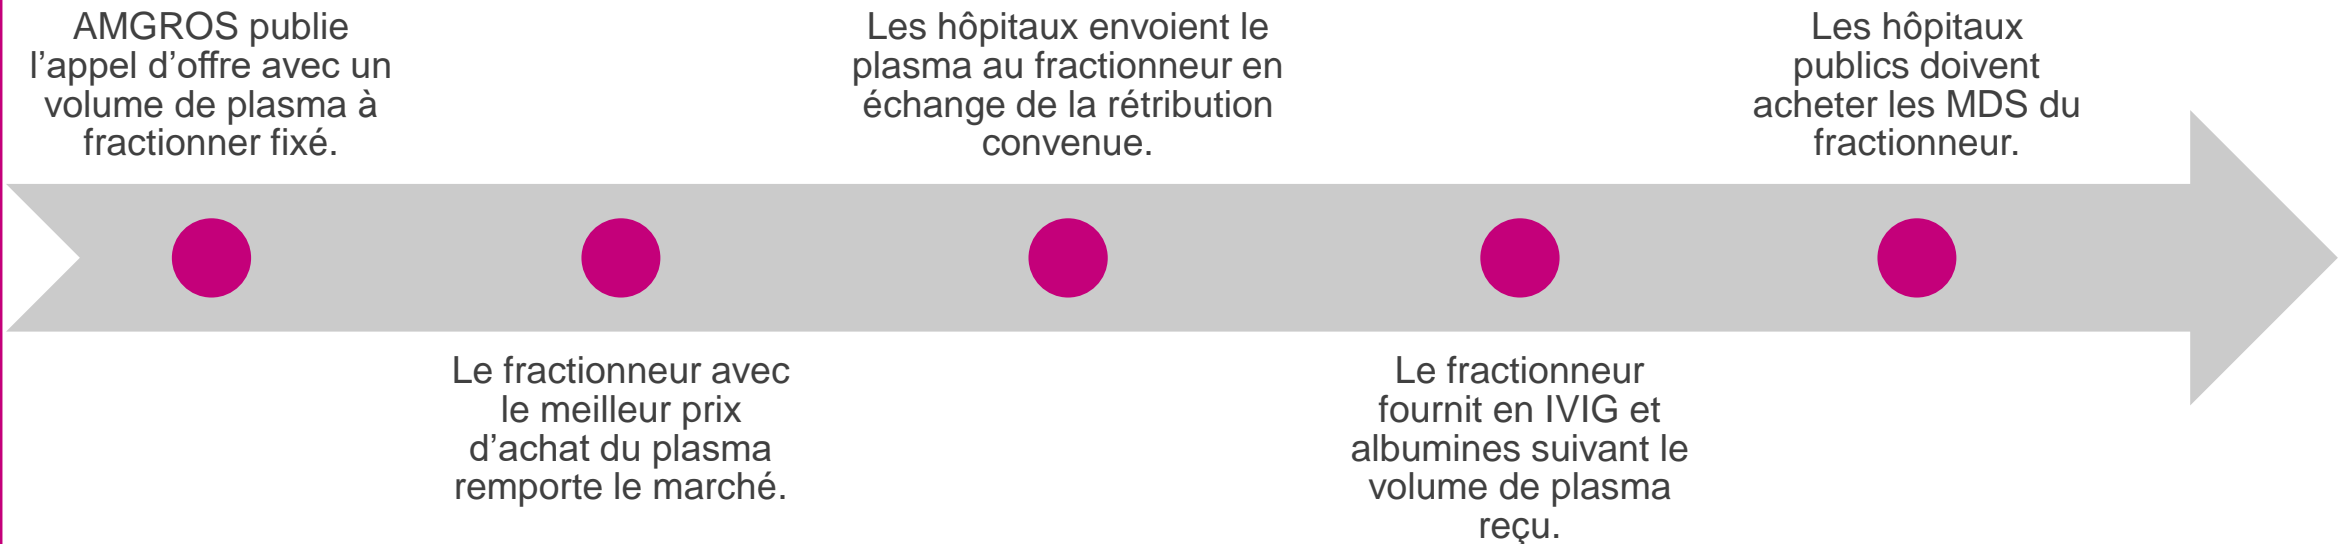 AMGROS publie
l’appel d’offre avec un
volume de plasma à
fractionner fixé.
Le fractionneur avec
le meilleur prix
d’achat du plasma
remporte le marché.
Les hôpitaux envoient le
plasma au fractionneur en
échange de la rétribution
convenue.
Le fractionneur
fournit en IVIG et
albumines suivant le
volume de plasma
reçu.
Les hôpitaux
publics doivent
acheter les MDS du
fractionneur.